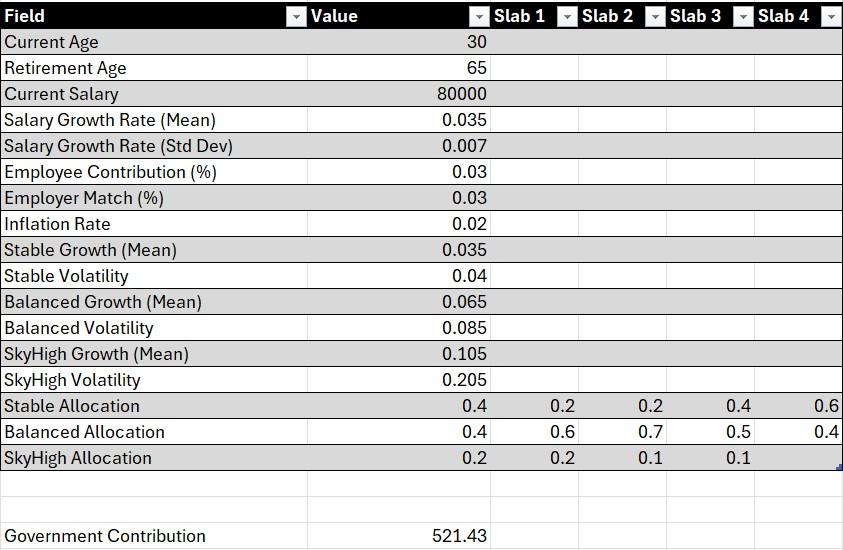 Field Value Slab 1 Slab 2 Slab 3 Slab 4
Current Age 30
Retirement Age 65
Current Salary 80000
Salary Growth Rate (Mean) 0.035
Salary Growth Rate (Std Dev) 0.007
Employee Contribution (%) 0.03
Employer Match (%) 0.03
Inflation Rate 0.02
Stable Growth (Mean) 0.035
Stable Volatility 0.04
Balanced Growth (Mean) 0.065
Balanced Volatility 0.085
SkyHigh Growth (Mean) 0.105
SkyHigh Volatility 0.205
Stable Allocation 0.4 0.2 0.2 0.4 0.6
Balanced Allocation 0.4 0.6 0.7 0.5 0.4
SkyHigh Allocation 0.2 0.2 0.1 0.1
Government Contribution 521.43